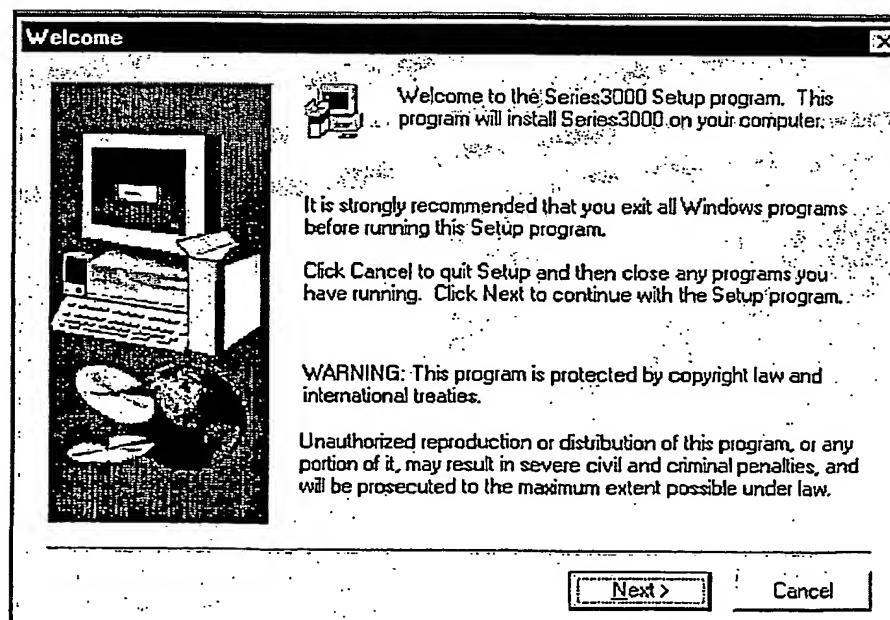 Welcome
Welcome to the Series3000 Setup program. This
program will install Series3000 on your computer.
It is strongly recommended that you exit all Windows programs
before running this Setup program.
Click Cancel to quit Setup and then close any programs you
have running. Click Next to continue with the Setup program.
WARNING: This program is protected by copyright law and
international treaties.
Unauthorized reproduction or distribution of this program, or any
portion of it, may result in severe civil and criminal penalties, and
will be prosecuted to the maximum extent possible under law.
Next >
Cancel